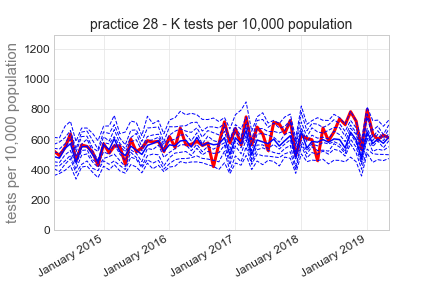 practice 28 - K tests per 10,000 population
tests per 10,000 population
1200
1000
800
600
400
200
0
January 2015
January 2016
January 2017
January 2018
January 2019